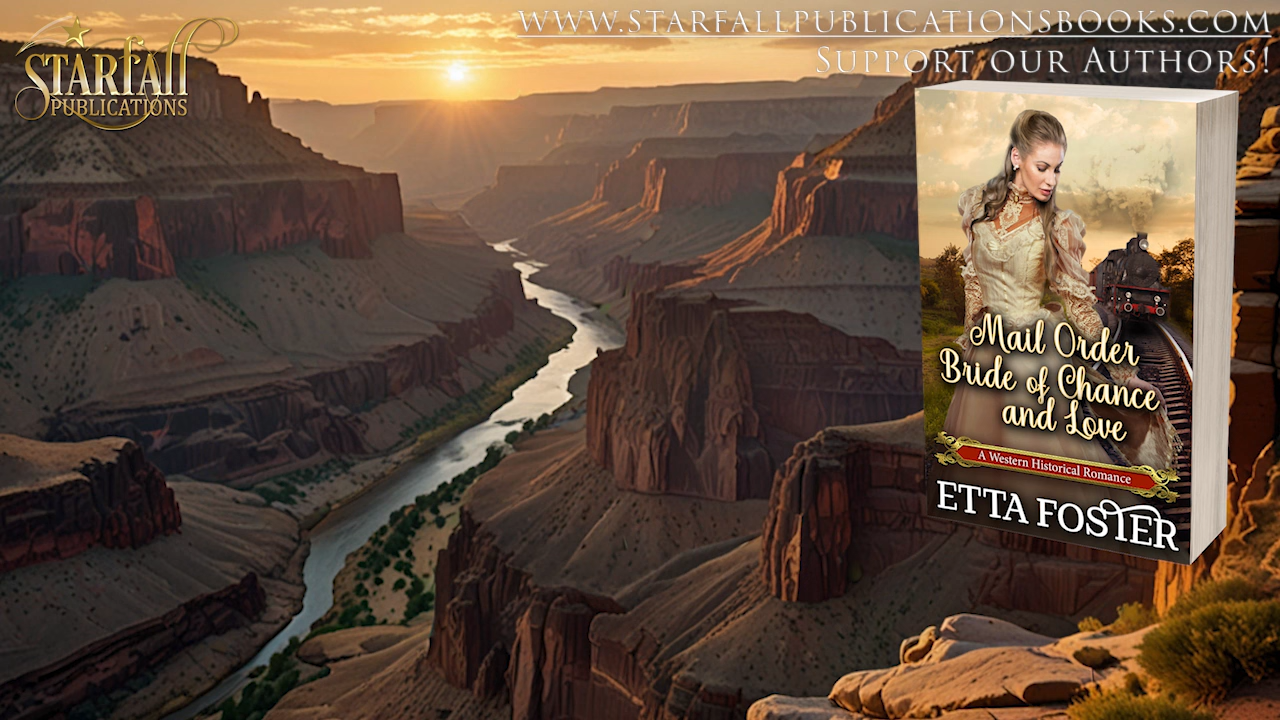 STARfall
PUBLICATIONS
www.starfallpublicationsbooks.com
Support our Authors!
Mail Order
Bride of Chance
and Love
A Western Historical Romance
ETTA FOSTER